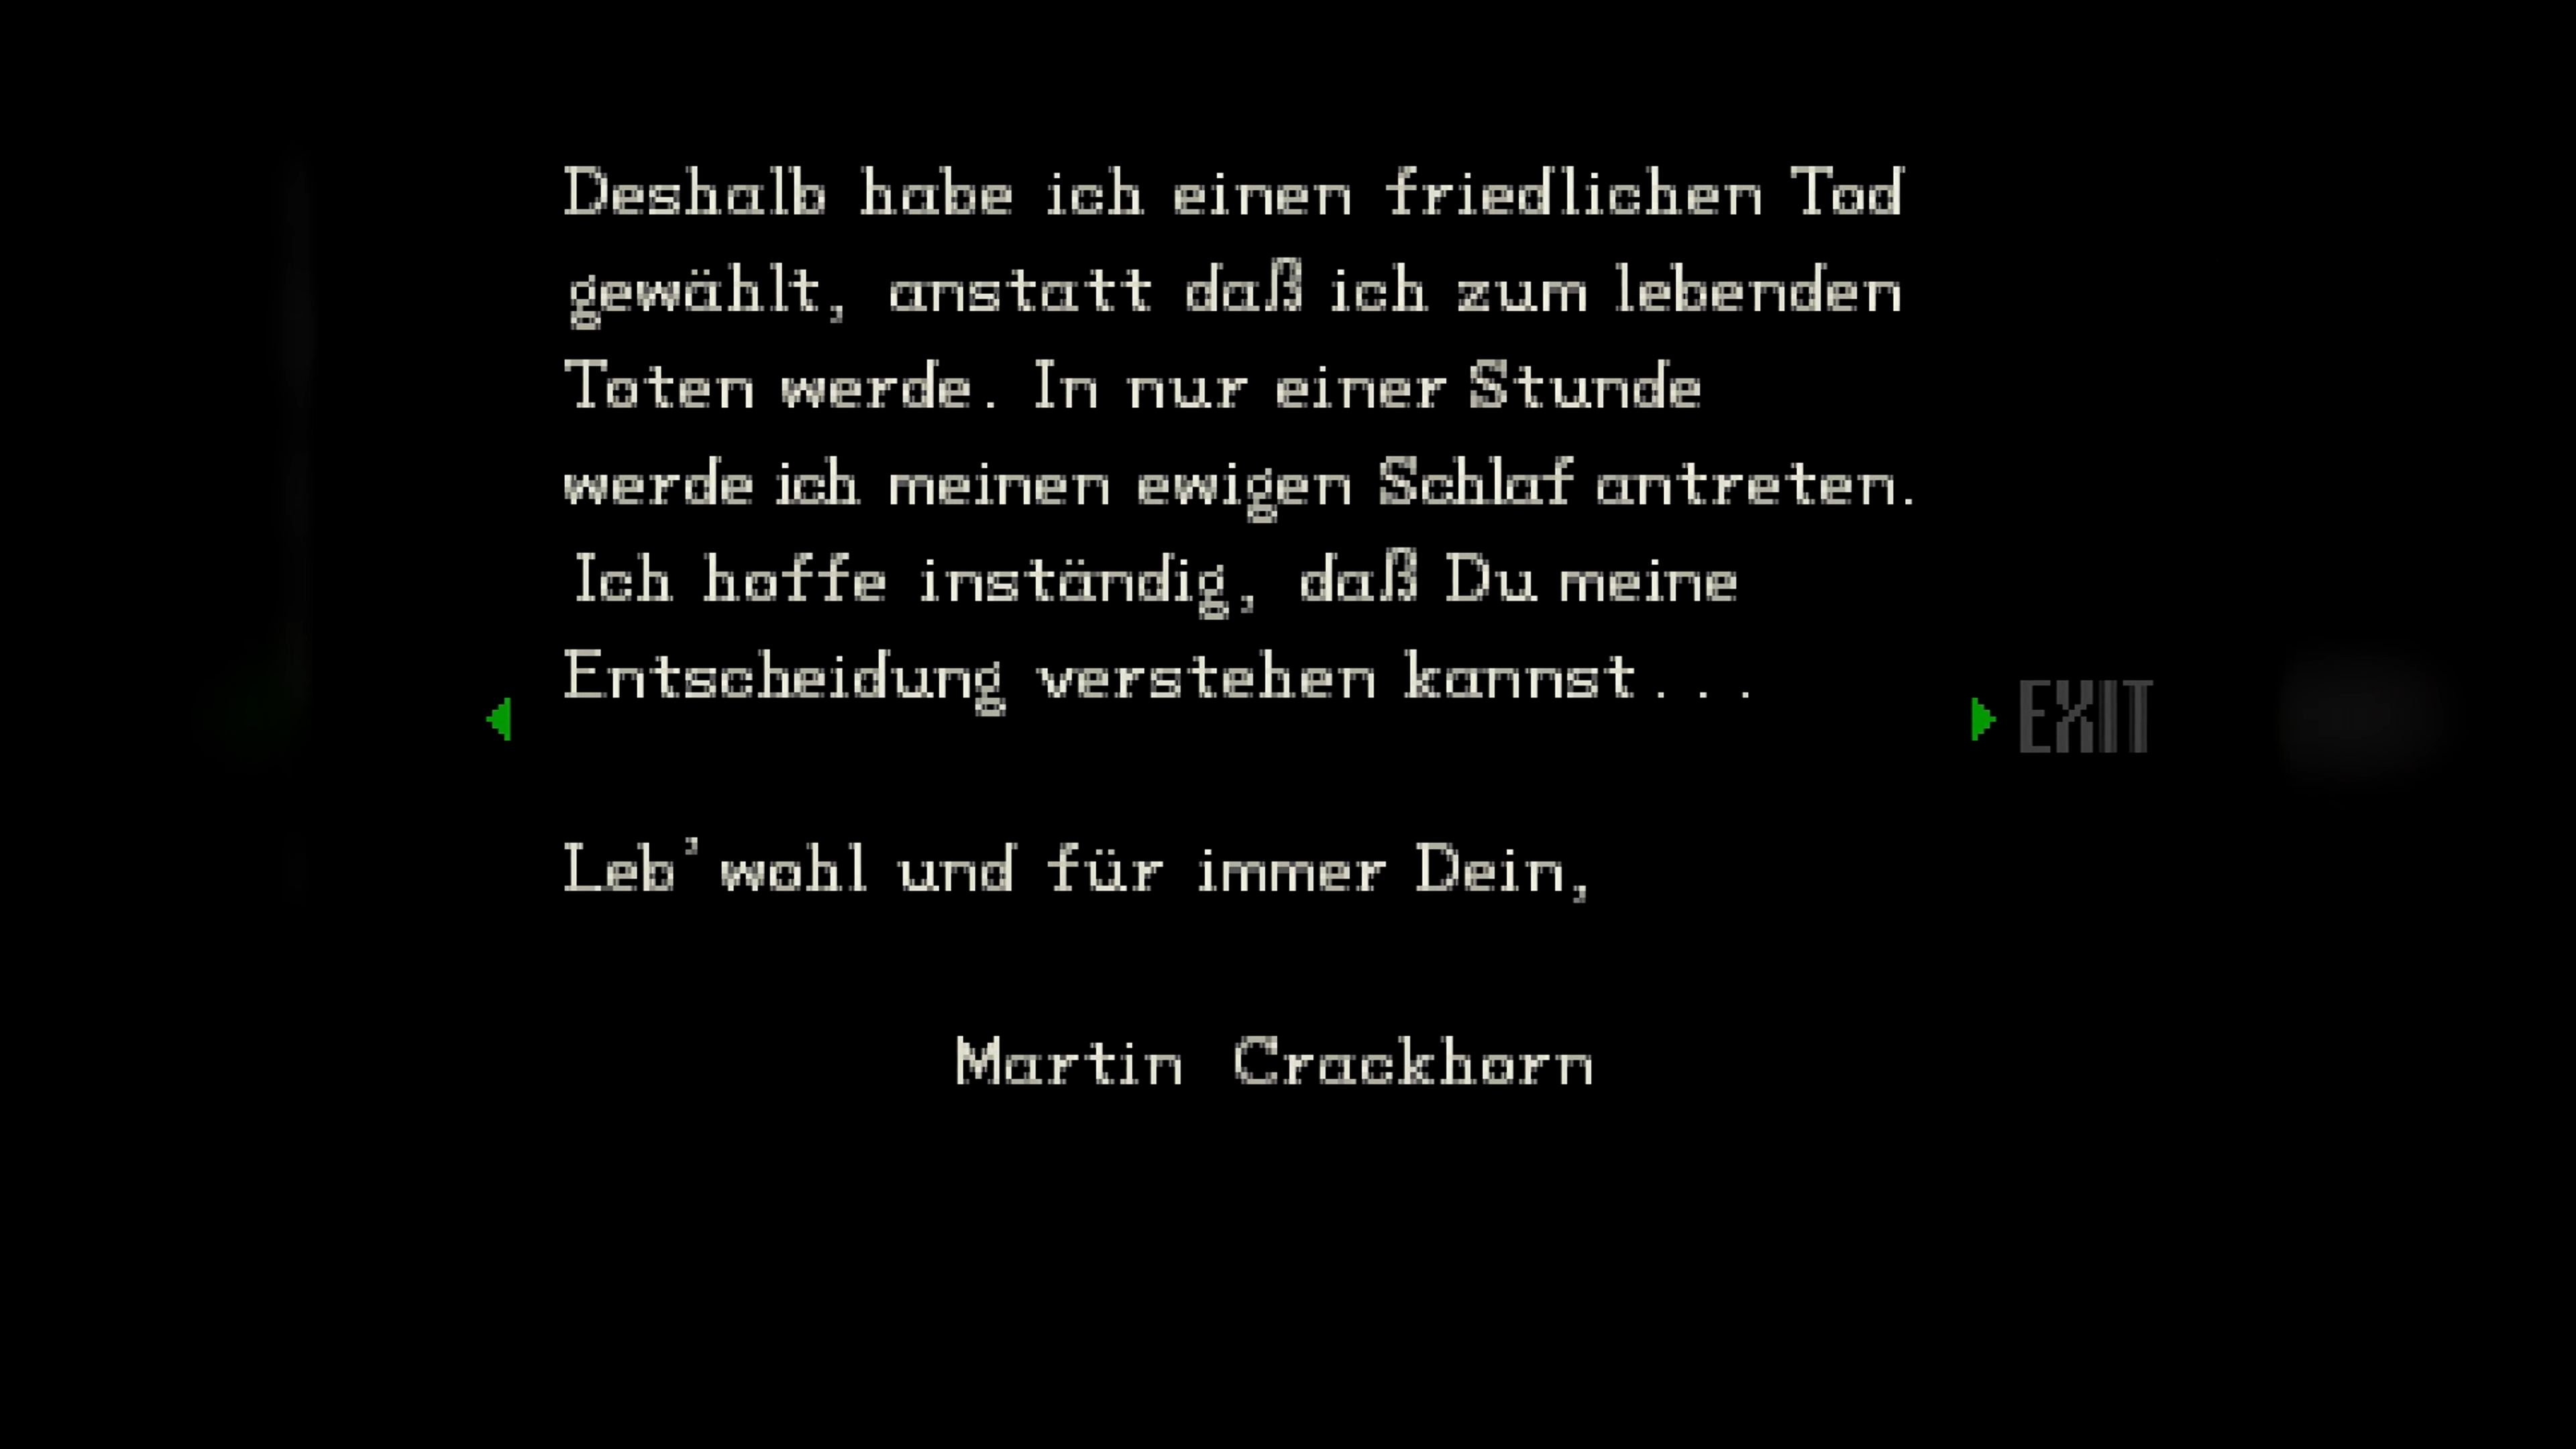 Deshalb habe ich einen friedlichen Tod
gewählt, anstatt daß ich zum lebenden
Toten werde. In nur einer Stunde
werde ich meinen ewigen Schlaf antreten.
Ich hoffe inständig, daß Du meine
Entscheidung verstehen kannst...
EXIT
Leb'wohl und für immer Dein,
Martin Crackhorn